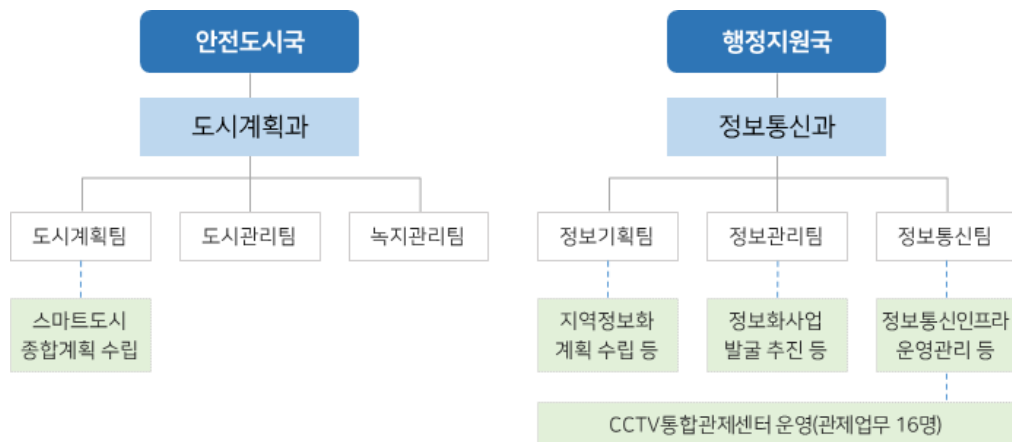 안전도시국
행정지원국
도시계획과
정보통신과
도시계획팀
도시관리팀
녹지관리팀
정보기획팀
정보관리팀
정보통신팀
스마트도시
종합계획 수립
지역정보화
계획 수립 등
정보화사업
발굴 추진 등
정보통신인프라
운영관리 등
CCTV통합관제센터 운영(관제업무 16명)